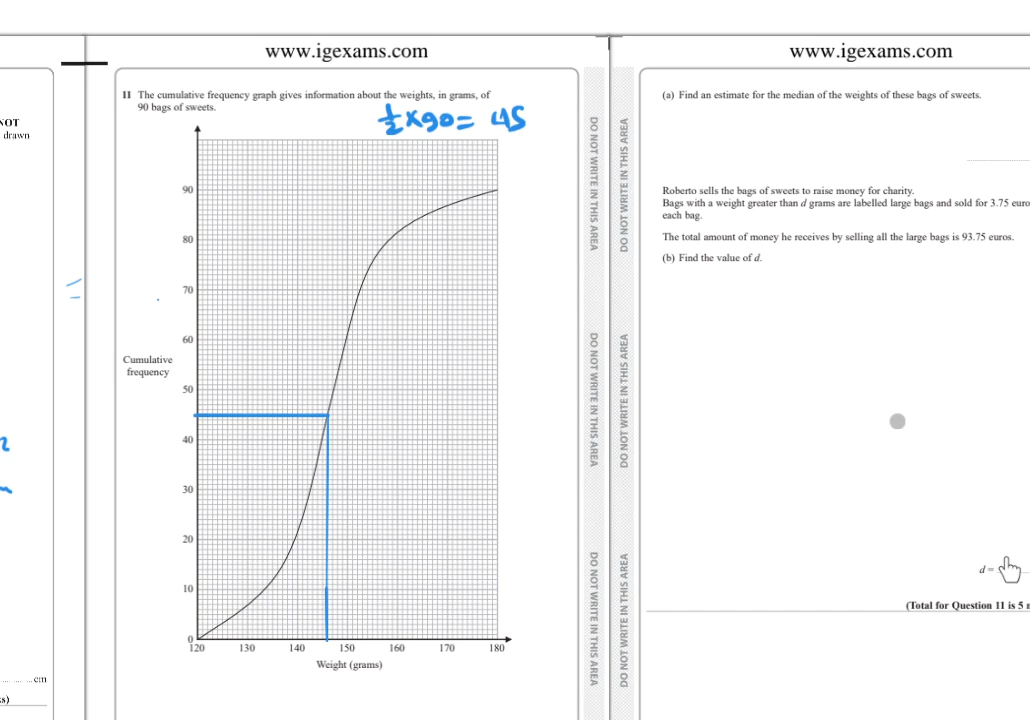 www.igexams.com
11 The cumulative frequency graph gives information about the weights, in grams, of
90 bags of sweets.
½ × 90 = 45
90
80
70
60
Cumulative
frequency
50
40
30
20
10
0
120 130 140 150 160 170 180
Weight (grams)
NOT
drawn
cm
DO NOT WRITE IN THIS AREA
DO NOT WRITE IN THIS AREA
DO NOT WRITE IN THIS AREA
DO NOT WRITE IN THIS AREA
DO NOT WRITE IN THIS AREA
DO NOT WRITE IN THIS AREA
www.igexams.com
(a) Find an estimate for the median of the weights of these bags of sweets.
Roberto sells the bags of sweets to raise money for charity.
Bags with a weight greater than d grams are labelled large bags and sold for 3.75 euro
each bag.
The total amount of money he receives by selling all the large bags is 93.75 euros.
(b) Find the value of d.
d =
(Total for Question 11 is 5 m